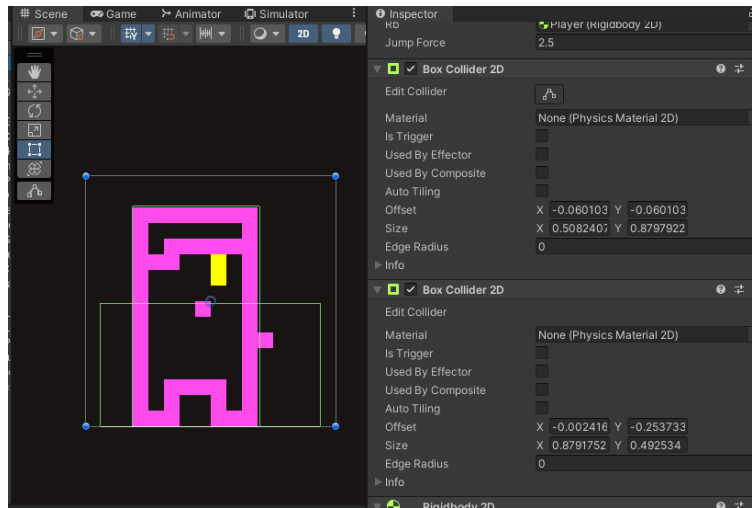 Scene Game Animator Simulator
2D
Inspector
Rb Player (Rigidbody 2D)
Jump Force 2.5
Box Collider 2D
Edit Collider
Material None (Physics Material 2D)
Is Trigger
Used By Effector
Used By Composite
Auto Tiling
Offset X -0.060103 Y -0.060103
Size X 0.5082407 Y 0.8797922
Edge Radius 0
Info
Box Collider 2D
Edit Collider
Material None (Physics Material 2D)
Is Trigger
Used By Effector
Used By Composite
Auto Tiling
Offset X -0.002416 Y -0.253733
Size X 0.8791752 Y 0.492534
Edge Radius 0
Info
Rigidbody 2D